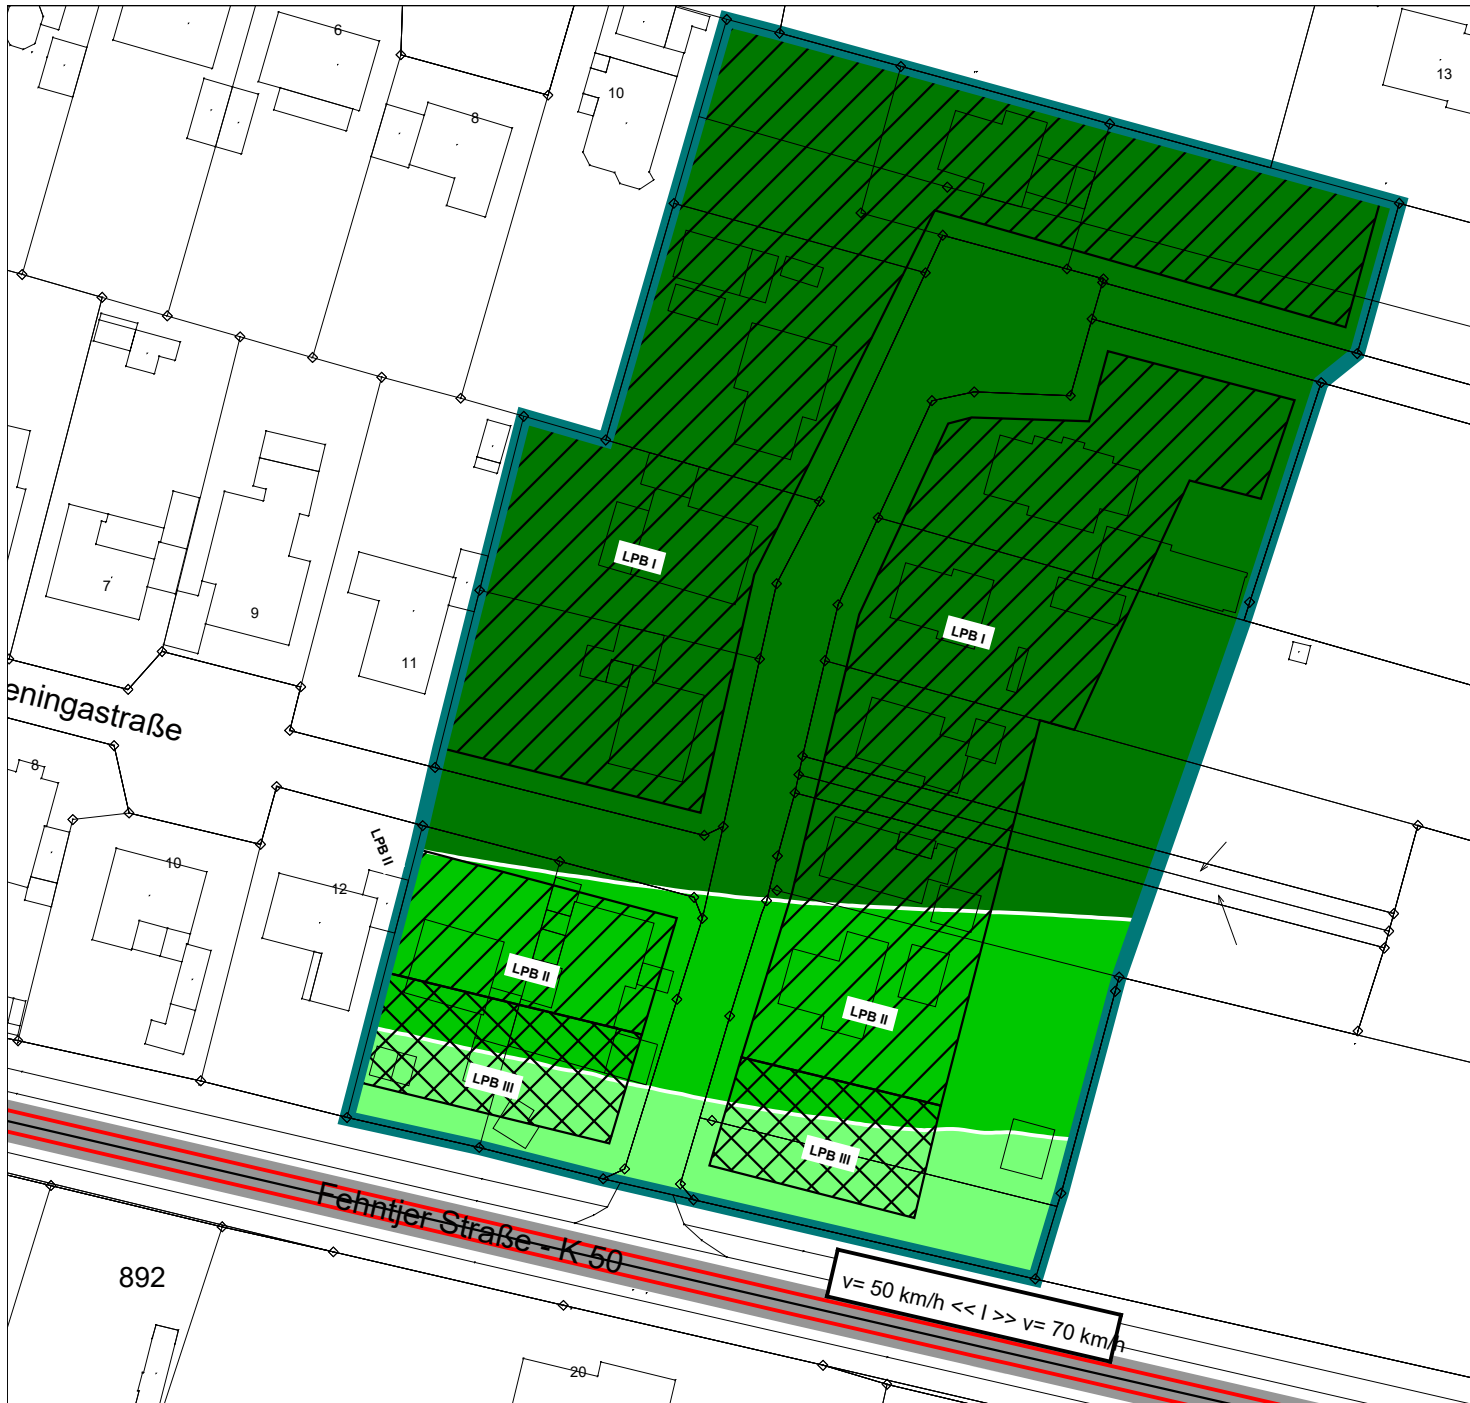 6
13
10
8
LPB I
7
9
LPB I
11
eningastraße
8
LPB II
10
12
LPB II
LPB II
LPB III
LPB III
Fehntjer Straße - K 50
892
v= 50 km/h << I >> v= 70 km/h
20